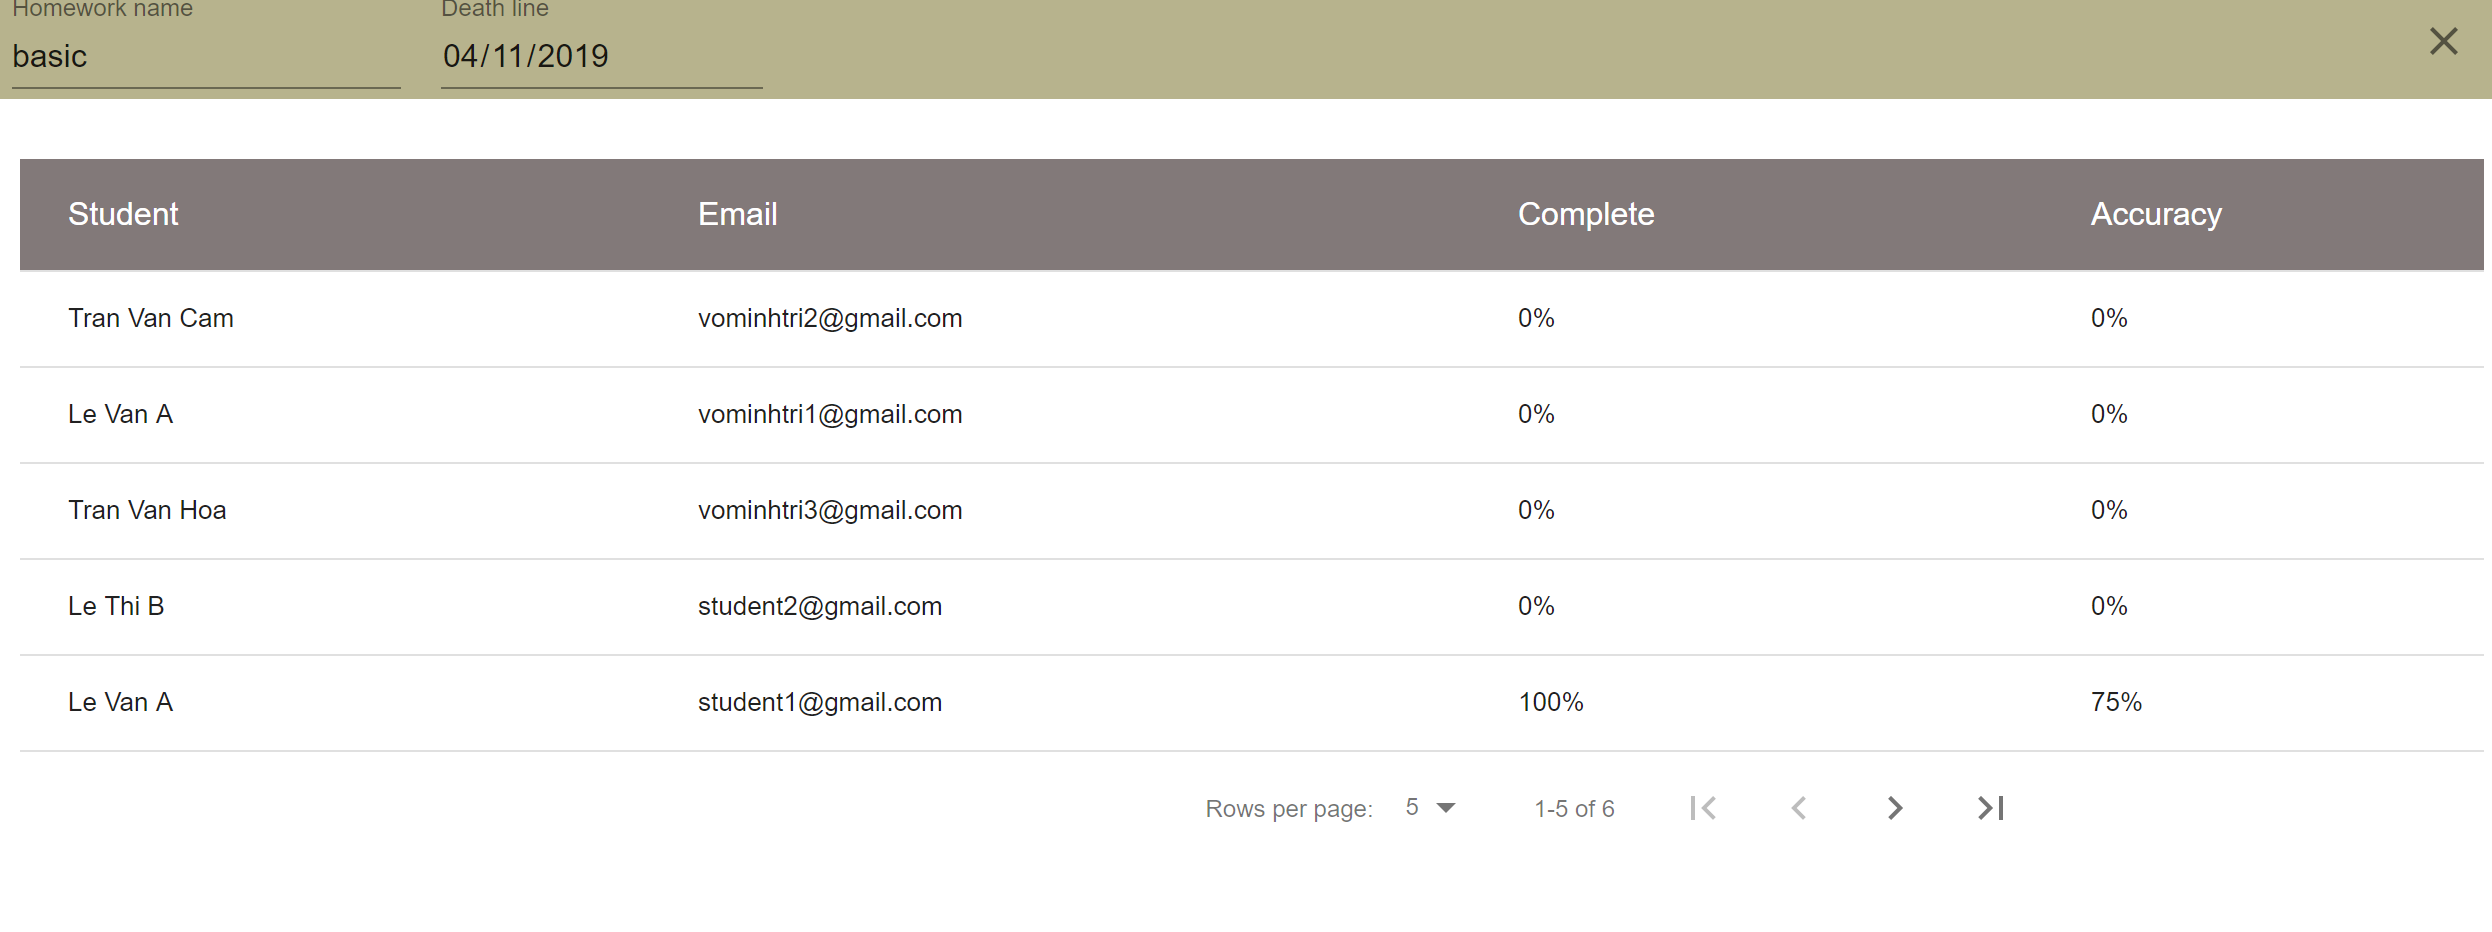 Homework name Death line
basic 04/11/2019
Student Email Complete Accuracy
Tran Van Cam vominhtri2@gmail.com 0% 0%
Le Van A vominhtri1@gmail.com 0% 0%
Tran Van Hoa vominhtri3@gmail.com 0% 0%
Le Thi B student2@gmail.com 0% 0%
Le Van A student1@gmail.com 100% 75%
Rows per page: 5 1-5 of 6